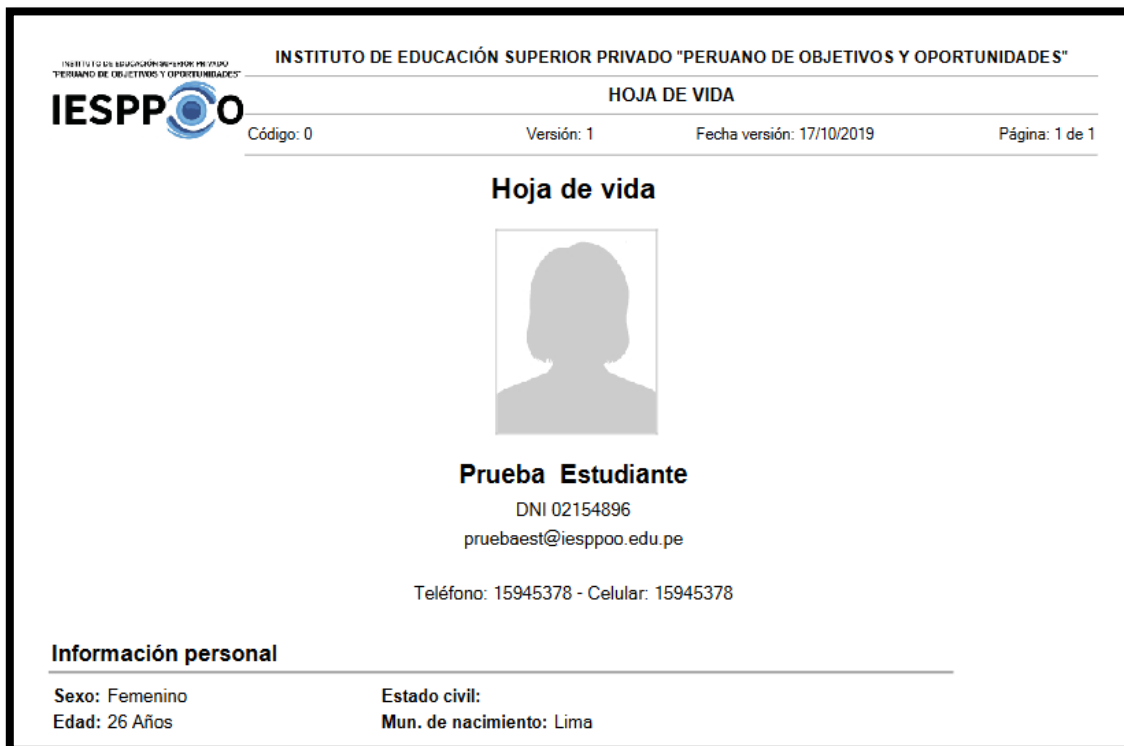 INSTITUTO DE EDUCACIÓN SUPERIOR PRIVADO
"PERUANO DE OBJETIVOS Y OPORTUNIDADES"
IESPPOO
INSTITUTO DE EDUCACIÓN SUPERIOR PRIVADO "PERUANO DE OBJETIVOS Y OPORTUNIDADES"
HOJA DE VIDA
Código: 0 Versión: 1 Fecha versión: 17/10/2019 Página: 1 de 1
Hoja de vida
Prueba Estudiante
DNI 02154896
pruebaest@iesppoo.edu.pe
Teléfono: 15945378 - Celular: 15945378
Información personal
Sexo: Femenino Estado civil:
Edad: 26 Años Mun. de nacimiento: Lima